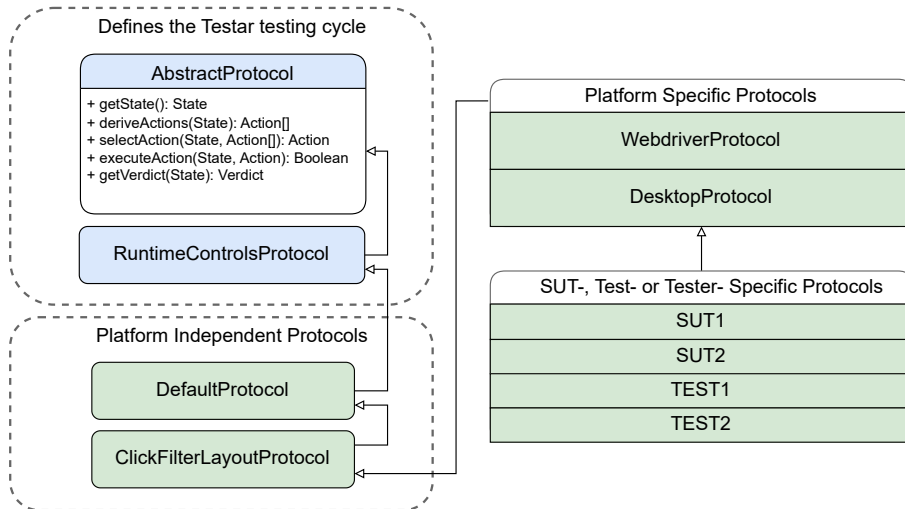 Defines the Testar testing cycle
AbstractProtocol
+ getState(): State
+ deriveActions(State): Action[]
+ selectAction(State, Action[]): Action
+ executeAction(State, Action): Boolean
+ getVerdict(State): Verdict
RuntimeControlsProtocol
Platform Independent Protocols
DefaultProtocol
ClickFilterLayoutProtocol
Platform Specific Protocols
WebdriverProtocol
DesktopProtocol
SUT-, Test- or Tester- Specific Protocols
SUT1
SUT2
TEST1
TEST2